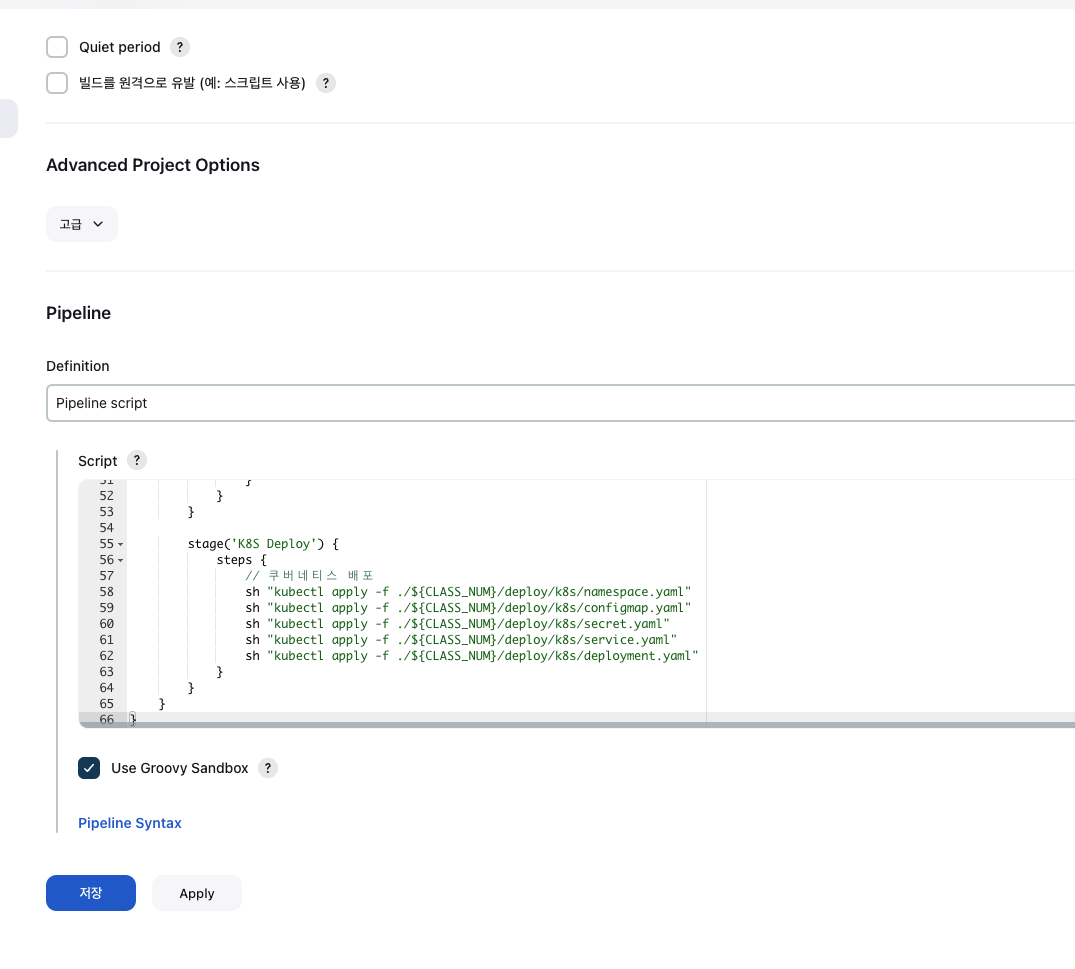 Quiet period ?
빌드를 원격으로 유발 (예: 스크립트 사용) ?
Advanced Project Options
고급
Pipeline
Definition
Pipeline script
Script ?
51 }
52 }
53 }
54
55 stage('K8S Deploy') {
56 steps {
57 // 쿠버네티스 배포
58 sh "kubectl apply -f ./${CLASS_NUM}/deploy/k8s/namespace.yaml"
59 sh "kubectl apply -f ./${CLASS_NUM}/deploy/k8s/configmap.yaml"
60 sh "kubectl apply -f ./${CLASS_NUM}/deploy/k8s/secret.yaml"
61 sh "kubectl apply -f ./${CLASS_NUM}/deploy/k8s/service.yaml"
62 sh "kubectl apply -f ./${CLASS_NUM}/deploy/k8s/deployment.yaml"
63 }
64 }
65 }
66 }
Use Groovy Sandbox ?
Pipeline Syntax
저장 Apply